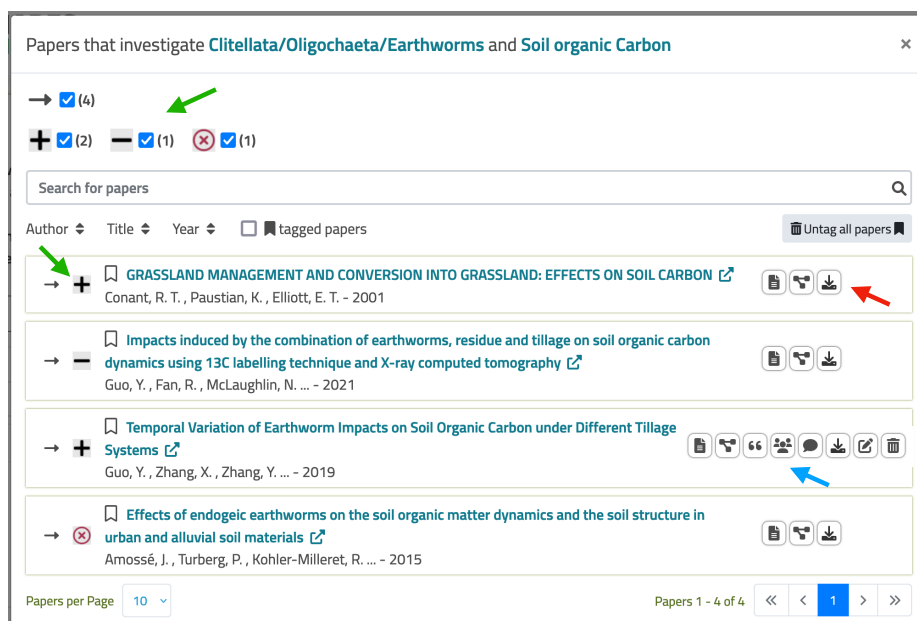 Papers that investigate Clitellata/Oligochaeta/Earthworms and Soil organic Carbon
(4)
(2) (1) (1)
Search for papers
Author Title Year tagged papers Untag all papers
GRASSLAND MANAGEMENT AND CONVERSION INTO GRASSLAND: EFFECTS ON SOIL CARBON
Conant, R. T. , Paustian, K. , Elliott, E. T. - 2001
Impacts induced by the combination of earthworms, residue and tillage on soil organic carbon
dynamics using 13C labelling technique and X-ray computed tomography
Guo, Y. , Fan, R. , McLaughlin, N. ... - 2021
Temporal Variation of Earthworm Impacts on Soil Organic Carbon under Different Tillage
Systems
Guo, Y. , Zhang, X. , Zhang, Y. ... - 2019
Effects of endogeic earthworms on the soil organic matter dynamics and the soil structure in
urban and alluvial soil materials
Amossé, J. , Turberg, P. , Kohler-Milleret, R. ... - 2015
Papers per Page 10 Papers 1 - 4 of 4 « < 1 > »